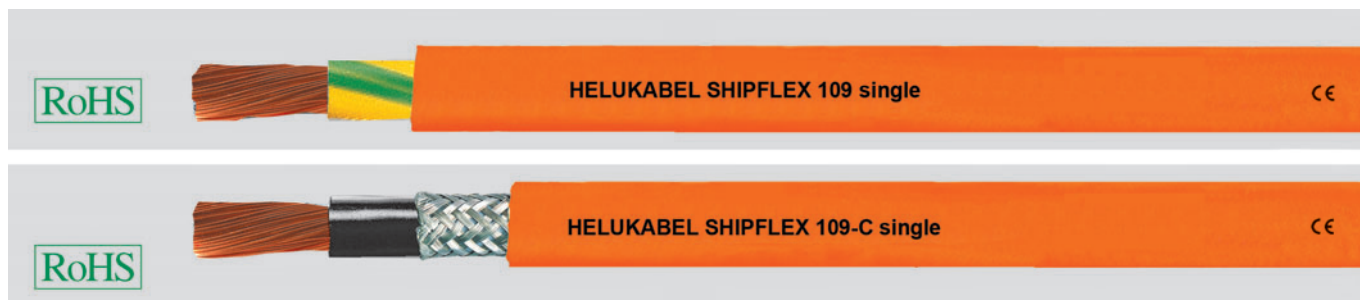 HELUKABEL SHIPFLEX 109 single
CE
RoHS
HELUKABEL SHIPFLEX 109-C single
CE
RoHS